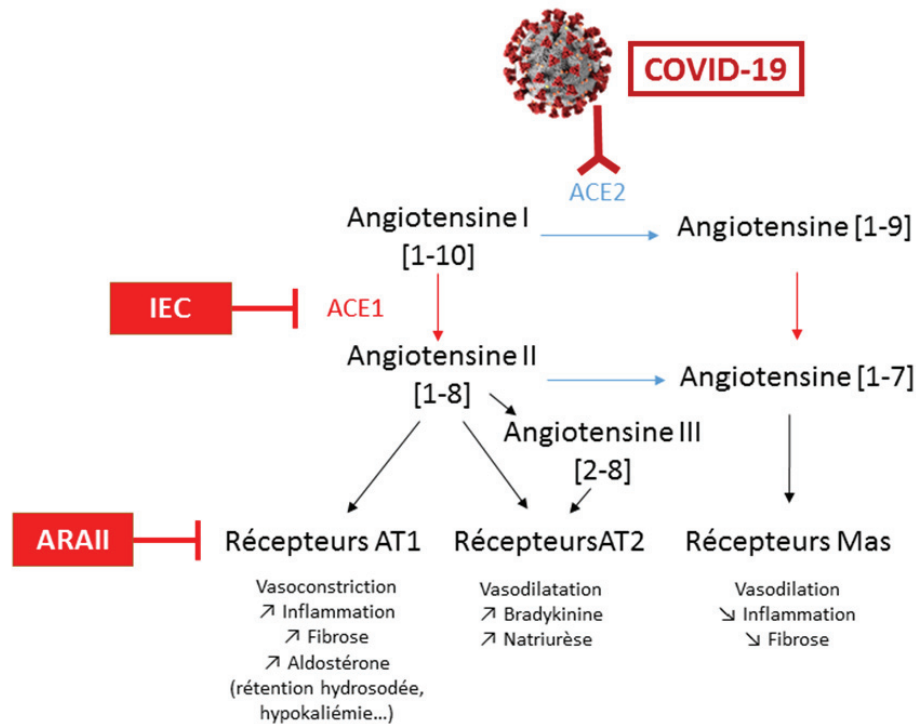 COVID-19
ACE2
Angiotensine I
[1-10]
Angiotensine [1-9]
IEC
ACE1
Angiotensine II
[1-8]
Angiotensine [1-7]
Angiotensine III
[2-8]
ARAII
Récepteurs AT1
RécepteursAT2
Récepteurs Mas
Vasoconstriction
↗ Inflammation
↗ Fibrose
↗ Aldostérone
(rétention hydrosodée,
hypokaliémie...)
Vasodilatation
↗ Bradykinine
↗ Natriurèse
Vasodilation
↘ Inflammation
↘ Fibrose